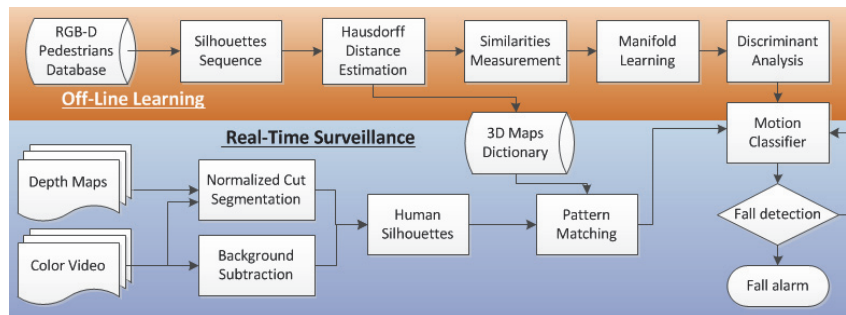 RGB-D
Pedestrians
Database
Silhouettes
Sequence
Hausdorff
Distance
Estimation
Similarities
Measurement
Manifold
Learning
Discriminant
Analysis
Off-Line Learning
Real-Time Surveillance
3D Maps
Dictionary
Motion
Classifier
Depth Maps
Normalized Cut
Segmentation
Human
Silhouettes
Pattern
Matching
Fall detection
Color Video
Background
Subtraction
Fall alarm